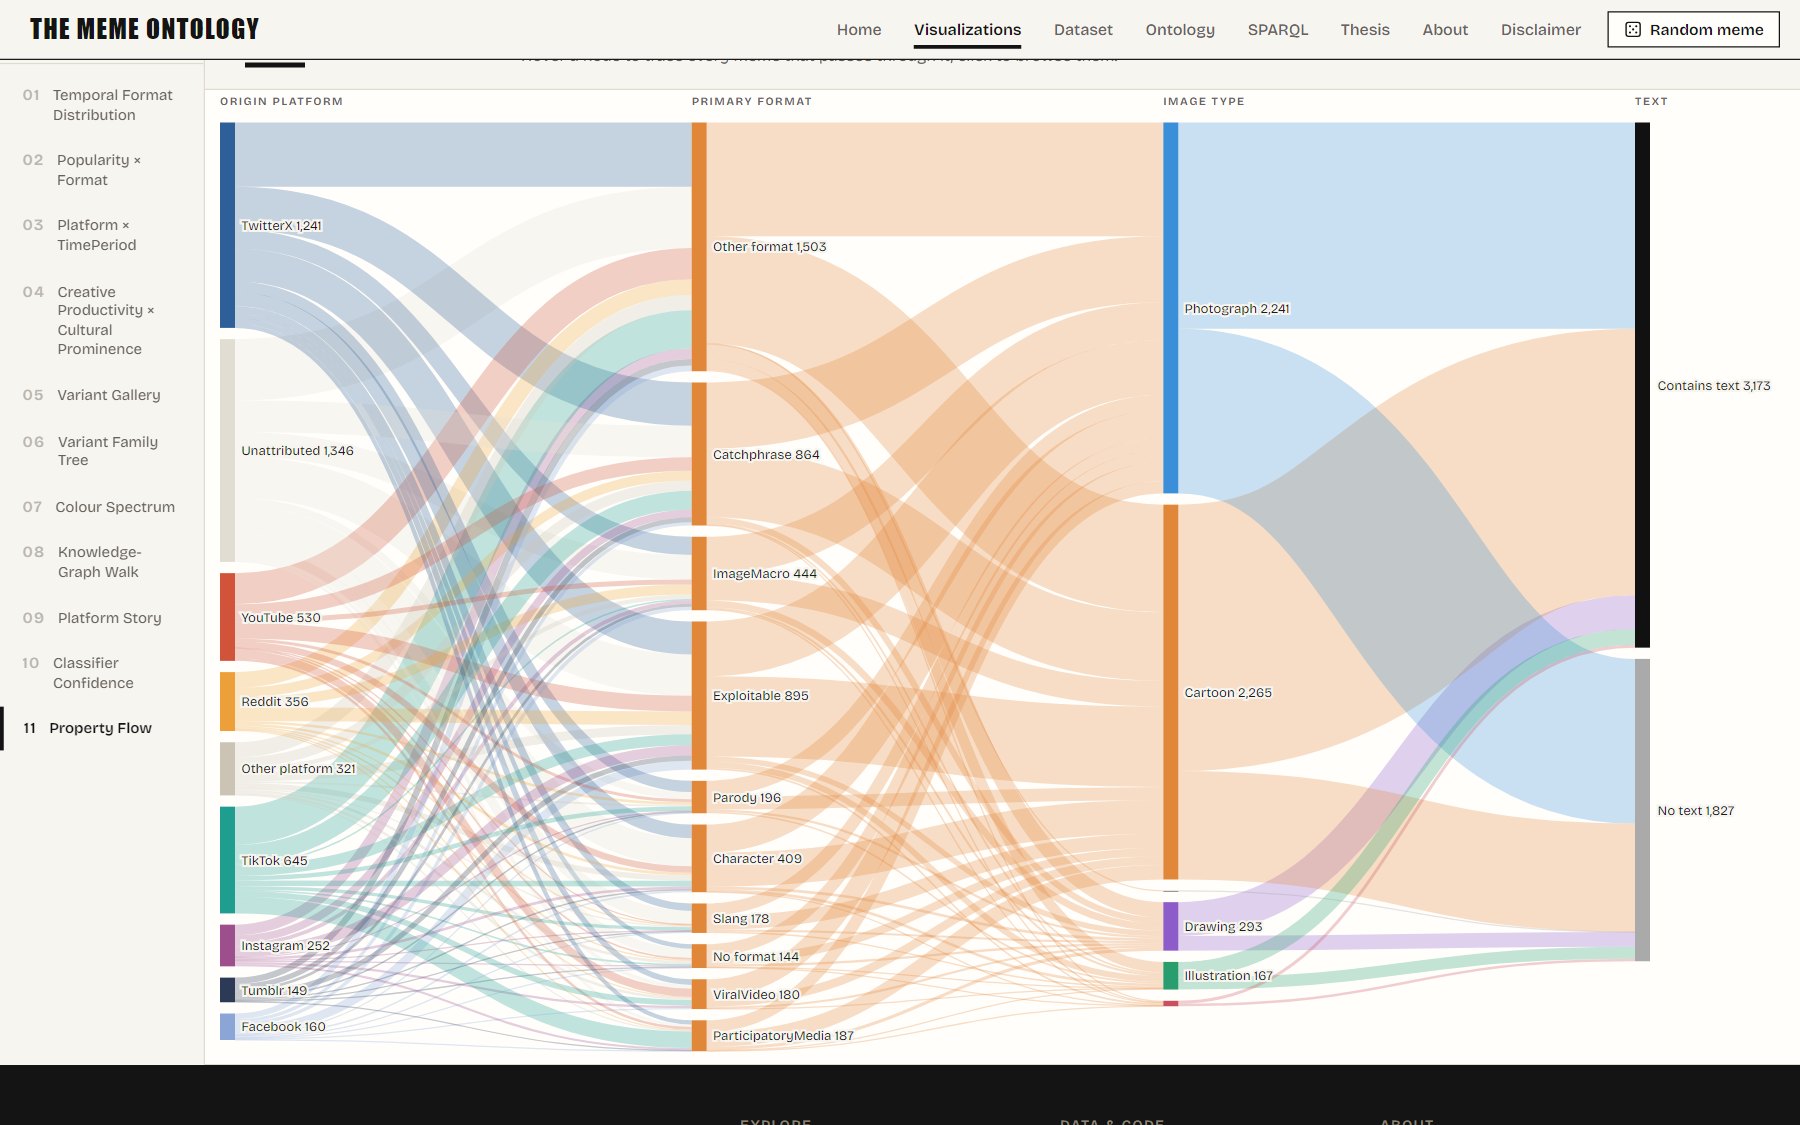 THE MEME ONTOLOGY
Home
Visualizations
Dataset
Ontology
SPARQL
Thesis
About
Disclaimer
Random meme
01 Temporal Format
Distribution
02 Popularity ×
Format
03 Platform ×
TimePeriod
04 Creative
Productivity ×
Cultural
Prominence
05 Variant Gallery
06 Variant Family
Tree
07 Colour Spectrum
08 Knowledge-
Graph Walk
09 Platform Story
10 Classifier
Confidence
11 Property Flow
ORIGIN PLATFORM
TwitterX 1,241
Unattributed 1,346
YouTube 530
Reddit 356
Other platform 321
TikTok 645
Instagram 252
Tumblr 149
Facebook 160
PRIMARY FORMAT
Other format 1,503
Catchphrase 864
ImageMacro 444
Exploitable 895
Parody 196
Character 409
Slang 178
No format 144
ViralVideo 180
ParticipatoryMedia 187
IMAGE TYPE
Photograph 2,241
Cartoon 2,265
Drawing 293
Illustration 167
TEXT
Contains text 3,173
No text 1,827
EXPLORE
DATA & CODE
ABOUT